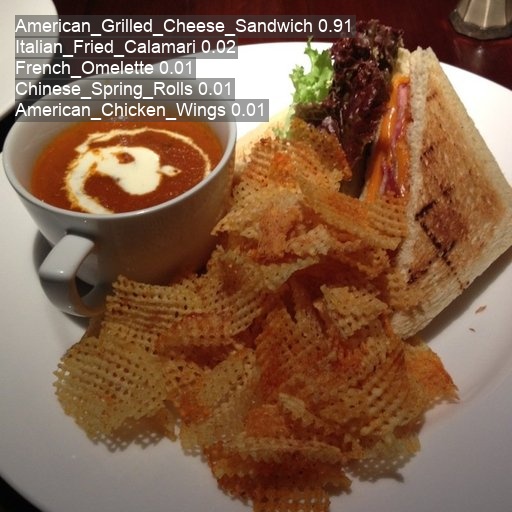 American_Grilled_Cheese_Sandwich 0.91
Italian_Fried_Calamari 0.02
French_Omelette 0.01
Chinese_Spring_Rolls 0.01
American_Chicken_Wings 0.01